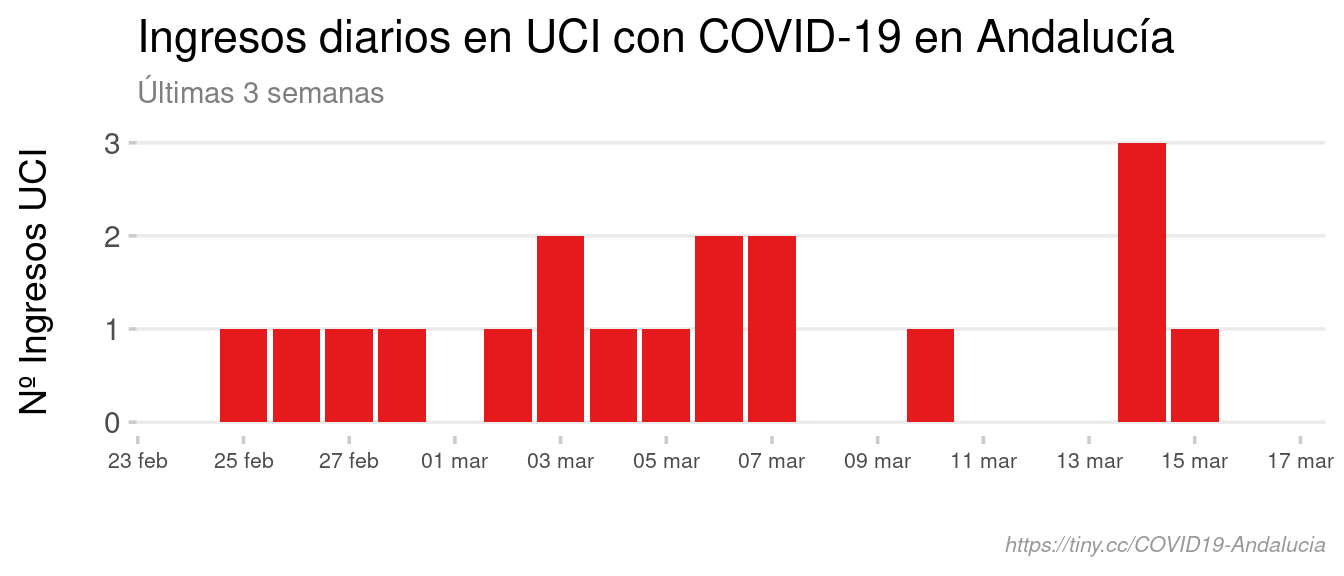 Ingresos diarios en UCI con COVID-19 en Andalucía
Últimas 3 semanas
Nº Ingresos UCI
3
2
1
0
23 feb 25 feb 27 feb 01 mar 03 mar 05 mar 07 mar 09 mar 11 mar 13 mar 15 mar 17 mar
https://tiny.cc/COVID19-Andalucia